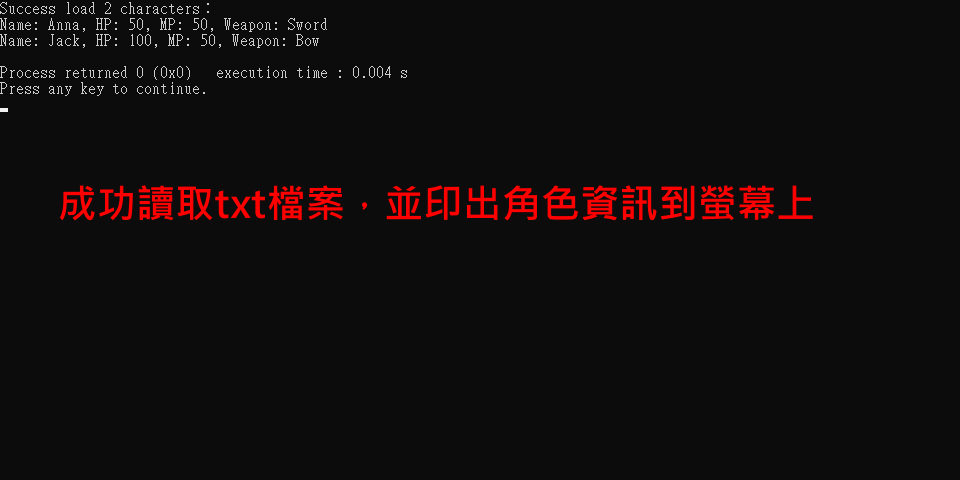 Success load 2 characters：
Name: Anna, HP: 50, MP: 50, Weapon: Sword
Name: Jack, HP: 100, MP: 50, Weapon: Bow
Process returned 0 (0x0)   execution time : 0.004 s
Press any key to continue.
成功讀取txt檔案，並印出角色資訊到螢幕上